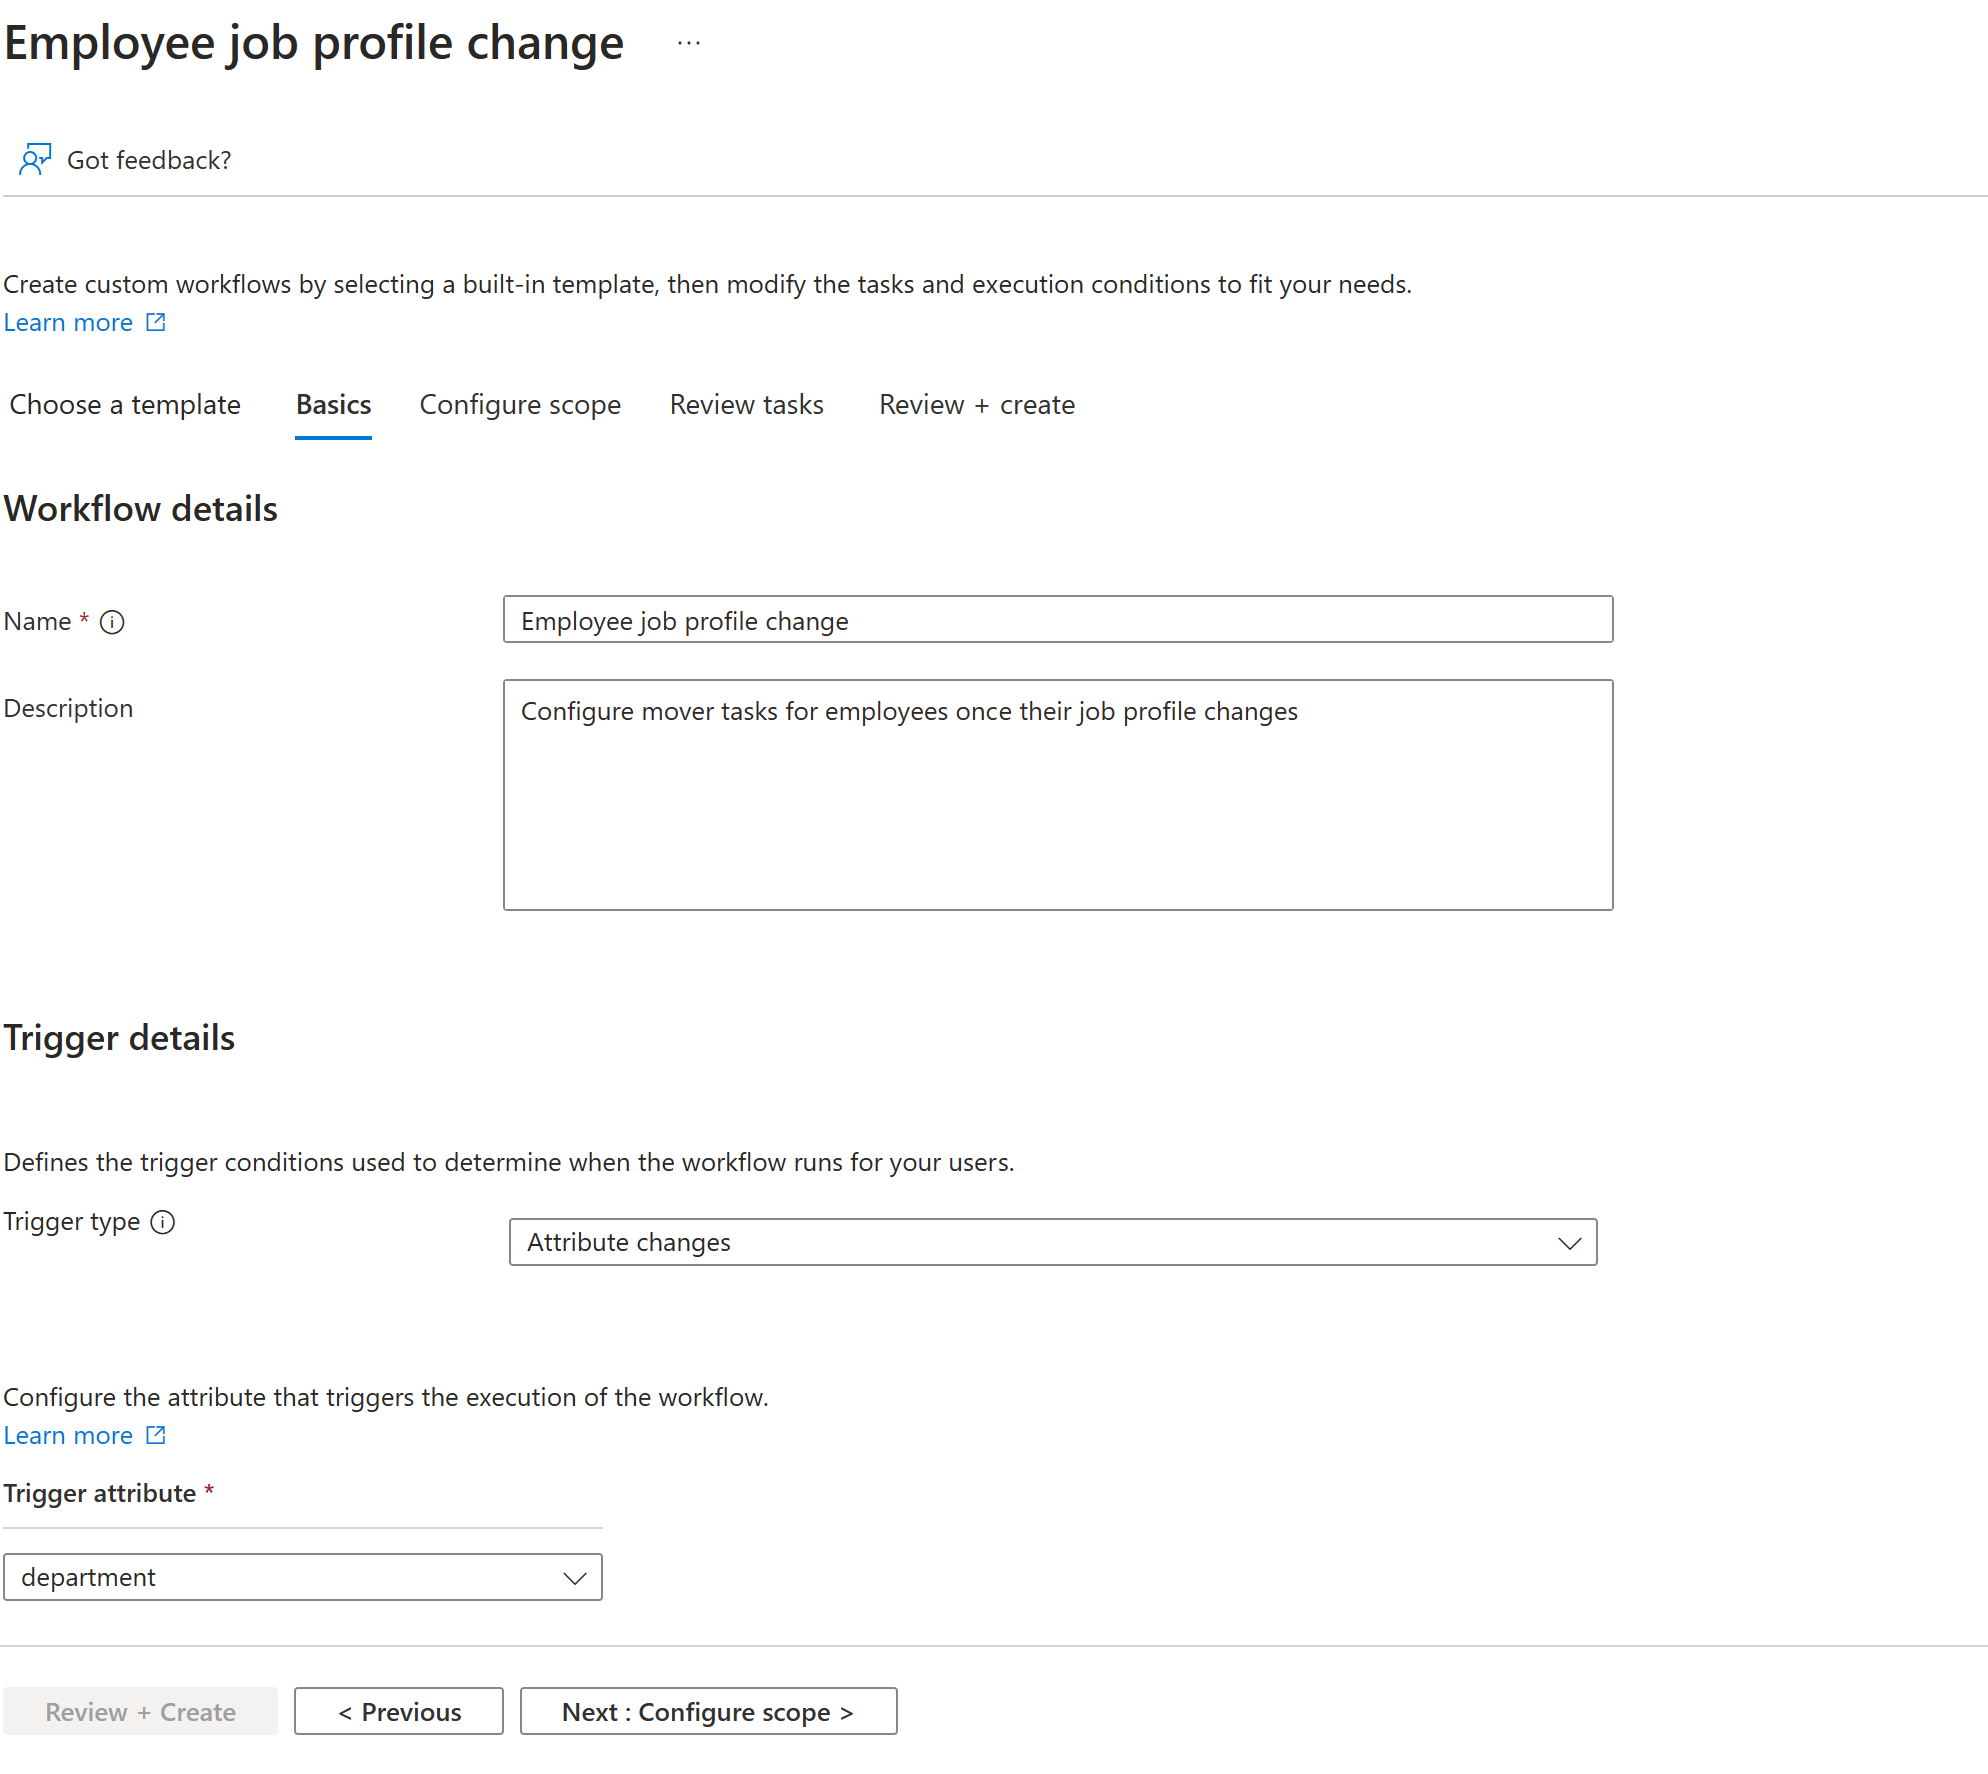 Employee job profile change ...
Got feedback?
Create custom workflows by selecting a built-in template, then modify the tasks and execution conditions to fit your needs.
Learn more
Choose a template Basics Configure scope Review tasks Review + create
Workflow details
Name * Employee job profile change
Description Configure mover tasks for employees once their job profile changes
Trigger details
Defines the trigger conditions used to determine when the workflow runs for your users.
Trigger type Attribute changes
Configure the attribute that triggers the execution of the workflow.
Learn more
Trigger attribute *
department
Review + Create < Previous Next : Configure scope >